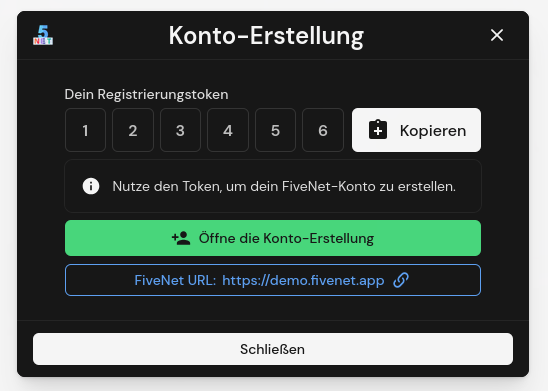 5
NET
Konto-Erstellung
Dein Registrierungstoken
1 2 3 4 5 6 Kopieren
Nutze den Token, um dein FiveNet-Konto zu erstellen.
Öffne die Konto-Erstellung
FiveNet URL: https://demo.fivenet.app
Schließen